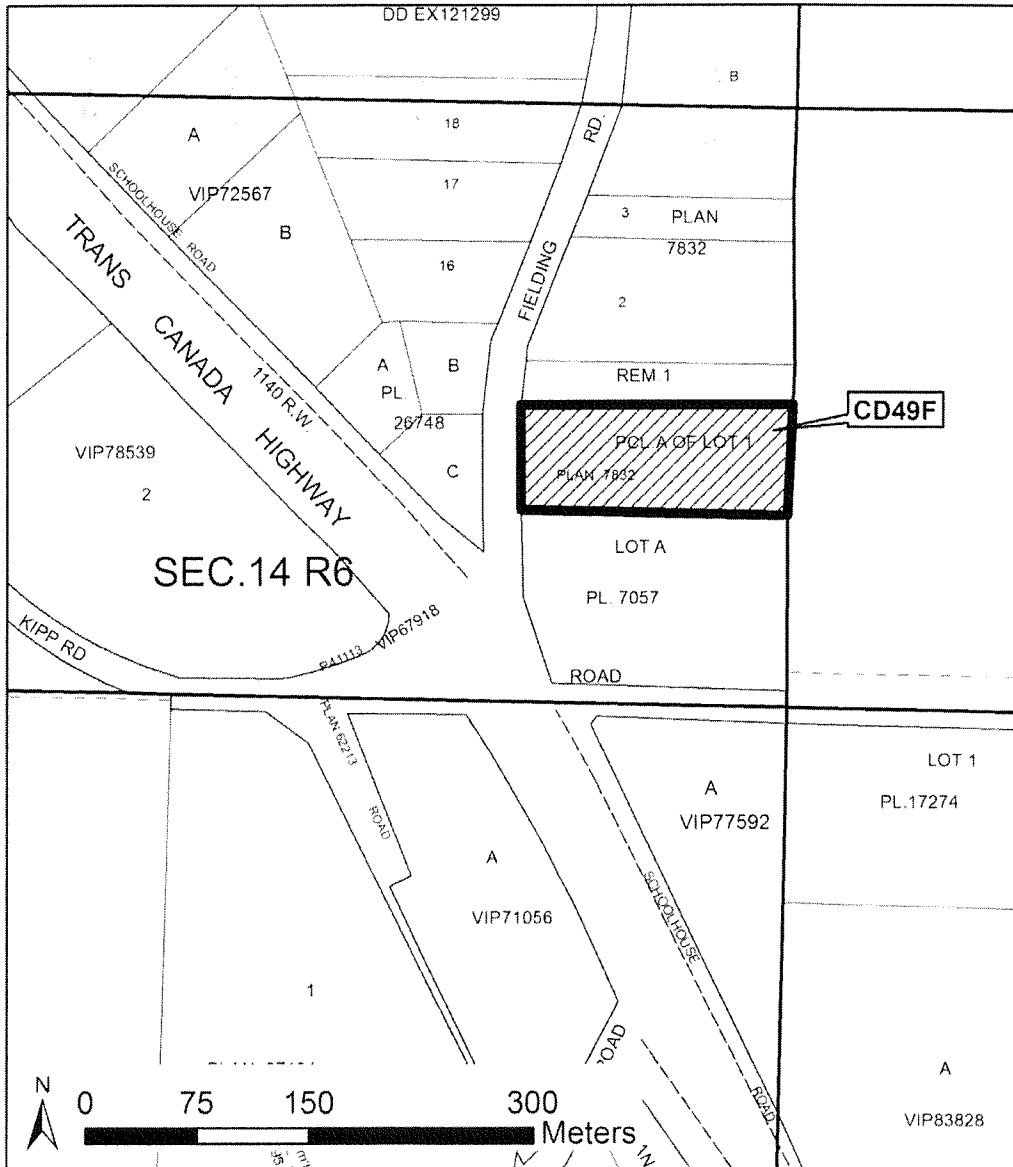 DD EX121299
B
18
RD.
A
SCHOOLHOUSE ROAD
VIP72567
17
3
PLAN
7832
B
TRANS CANADA HIGHWAY
16
FIELDING
2
1140 R.W.
A
PL.
26748
B
REM 1
CD49F
VIP78539
2
C
PCL A OF LOT 1
PLAN 7832
LOT A
SEC.14 R6
PL. 7057
KIPP RD
P41113
VIP67918
ROAD
PLAN 62213
ROAD
A
VIP77592
LOT 1
PL.17274
A
VIP71056
SCHOOLHOUSE
ROAD
1
ROAD
A
VIP83828
N
0 75 150 300
Meters